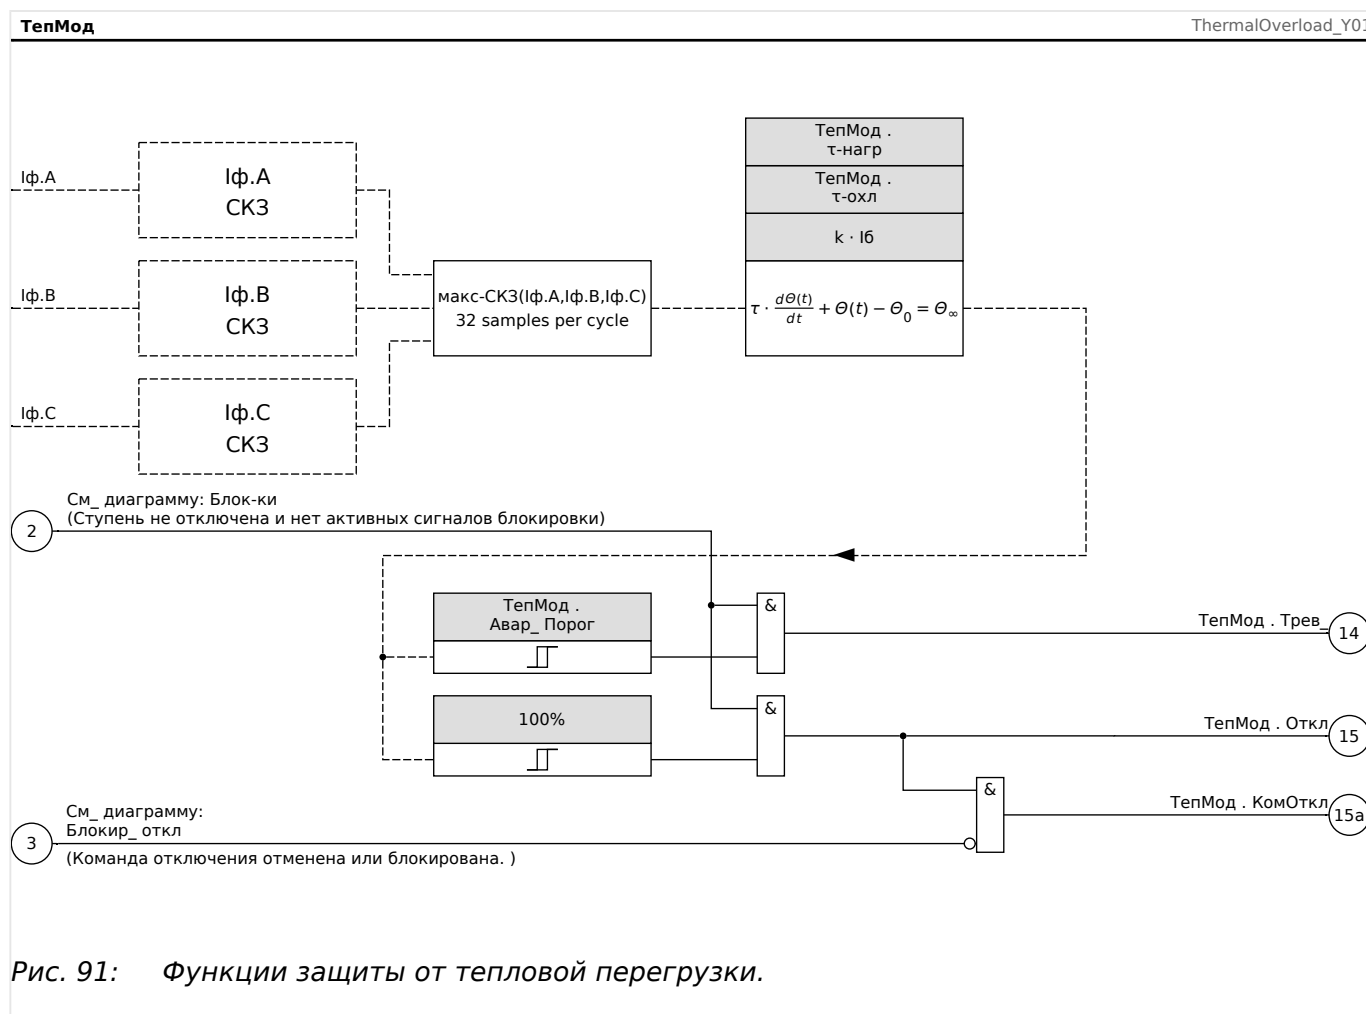 ТепМод
ThermalOverload_Y01
ТепМод .
τ-нагр
ТепМод .
τ-охл
k · Iб
Iф.A
Iф.A
СКЗ
Iф.B
Iф.B
СКЗ
макс-СКЗ(Iф.A,Iф.B,Iф.C)
32 samples per cycle
τ · dΘ(t)/dt + Θ(t) − Θ₀ = Θ∞
Iф.C
Iф.C
СКЗ
2
См_ диаграмму: Блок-ки
(Ступень не отключена и нет активных сигналов блокировки)
ТепМод .
Авар_ Порог
&
ТепМод . Трев_
14
100%
&
ТепМод . Откл
15
&
ТепМод . КомОткл
15a
3
См_ диаграмму:
Блокир_ откл
(Команда отключения отменена или блокирована. )
Рис. 91: Функции защиты от тепловой перегрузки.